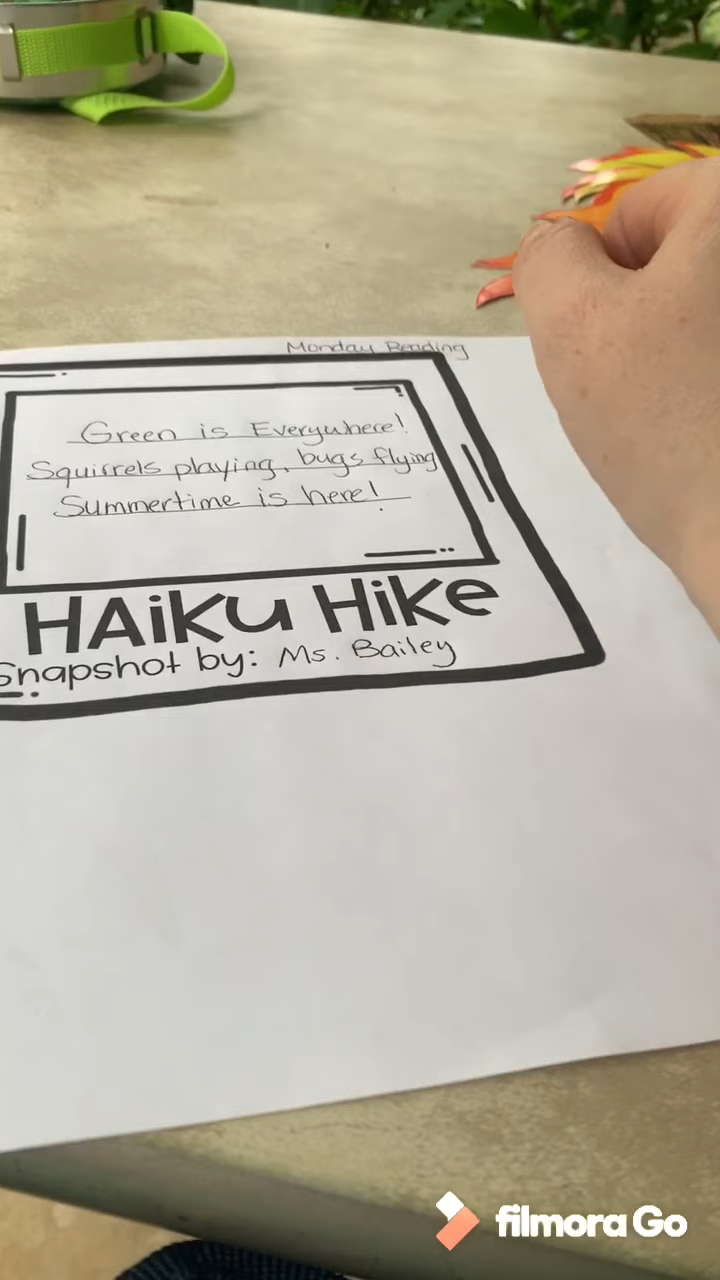 Monday Reading
Green is Everywhere!
Squirrels playing, bugs flying
Summertime is here!
HAiKU HiKe
Snapshot by: Ms. Bailey
filmora Go